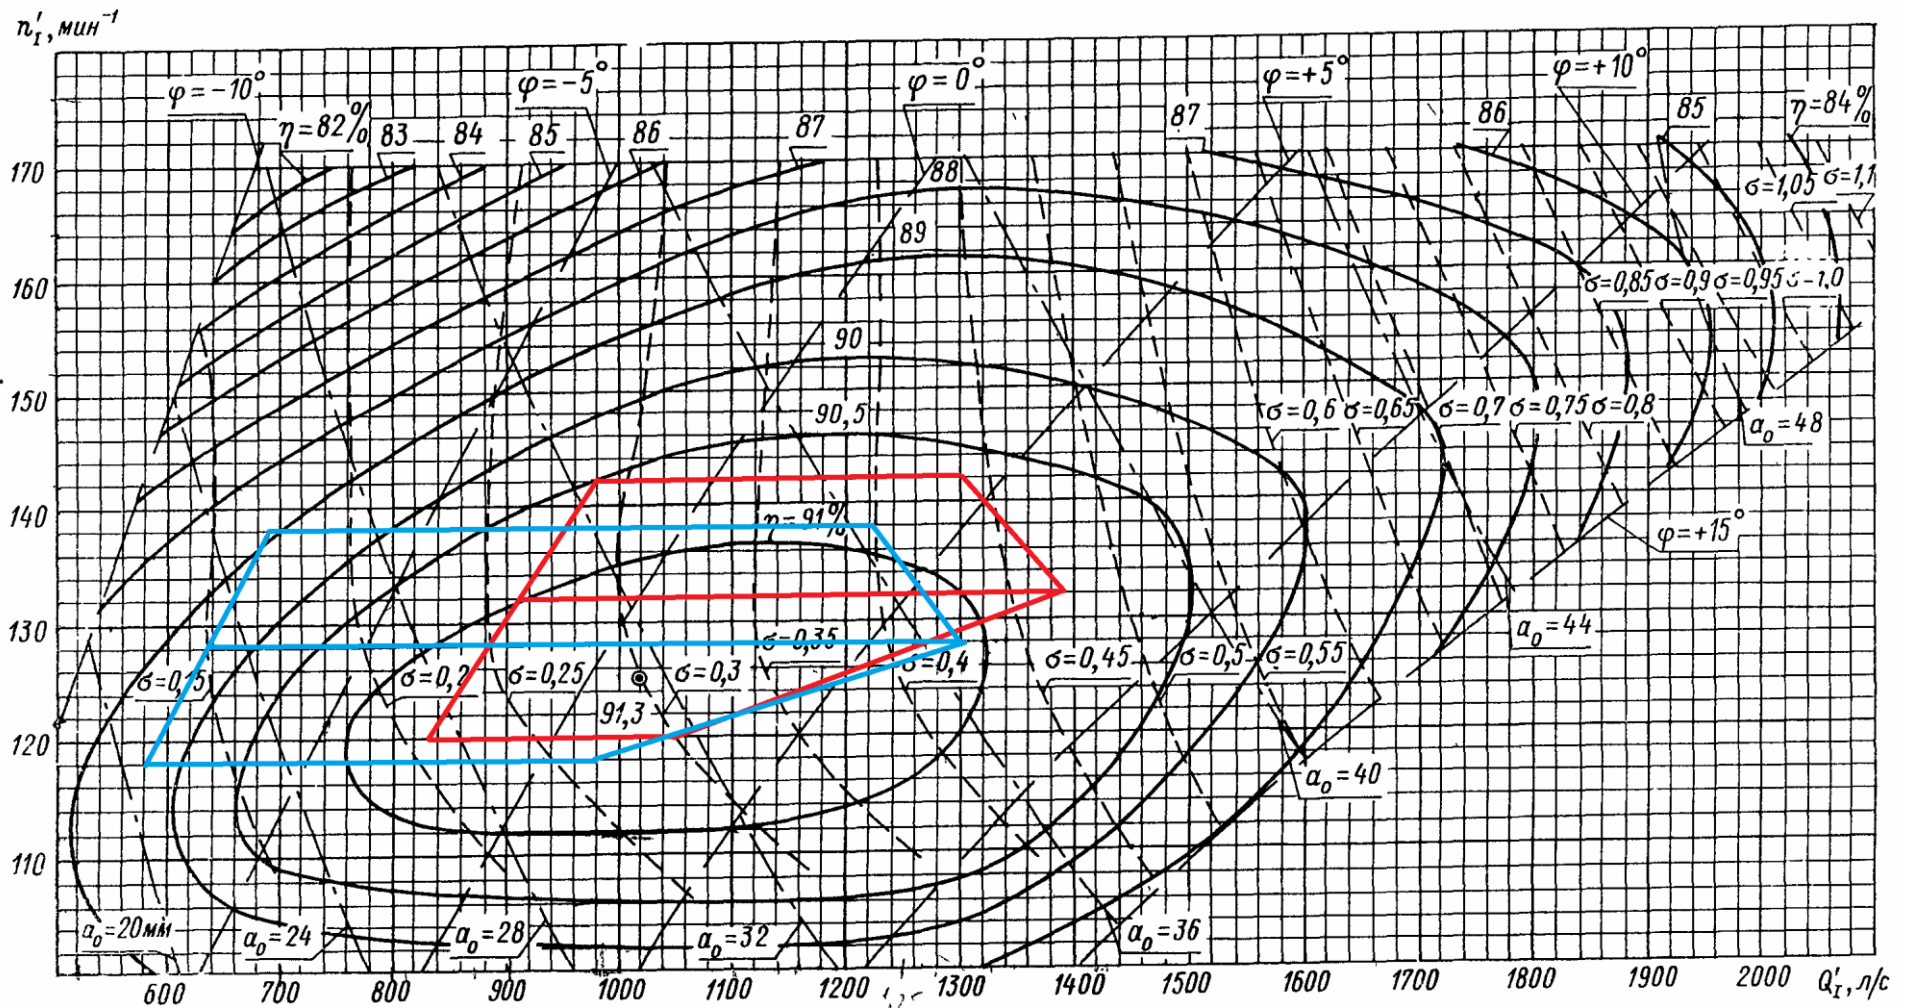 n'I, мин⁻¹
φ=-10° φ=-5° φ=0° φ=+5° φ=+10°
η=82% 83 84 85 86 87 87 86 85 η=84%
170 88 σ=1,05 σ=1,1
89
160 σ=0,85 σ=0,9 σ=0,95 σ=1,0
90
150 90,5 σ=0,6 σ=0,65 σ=0,7 σ=0,75 σ=0,8 a₀=48
140 η=91% φ=+15°
130 σ=0,35 a₀=44
σ=0,15 σ=0,2 σ=0,25 σ=0,3 σ=0,4 σ=0,45 σ=0,5 σ=0,55
91,3
120 a₀=40
110
a₀=20мм a₀=24 a₀=28 a₀=32 a₀=36
600 700 800 900 1000 1100 1200 1300 1400 1500 1600 1700 1800 1900 2000 Q'I, л/с